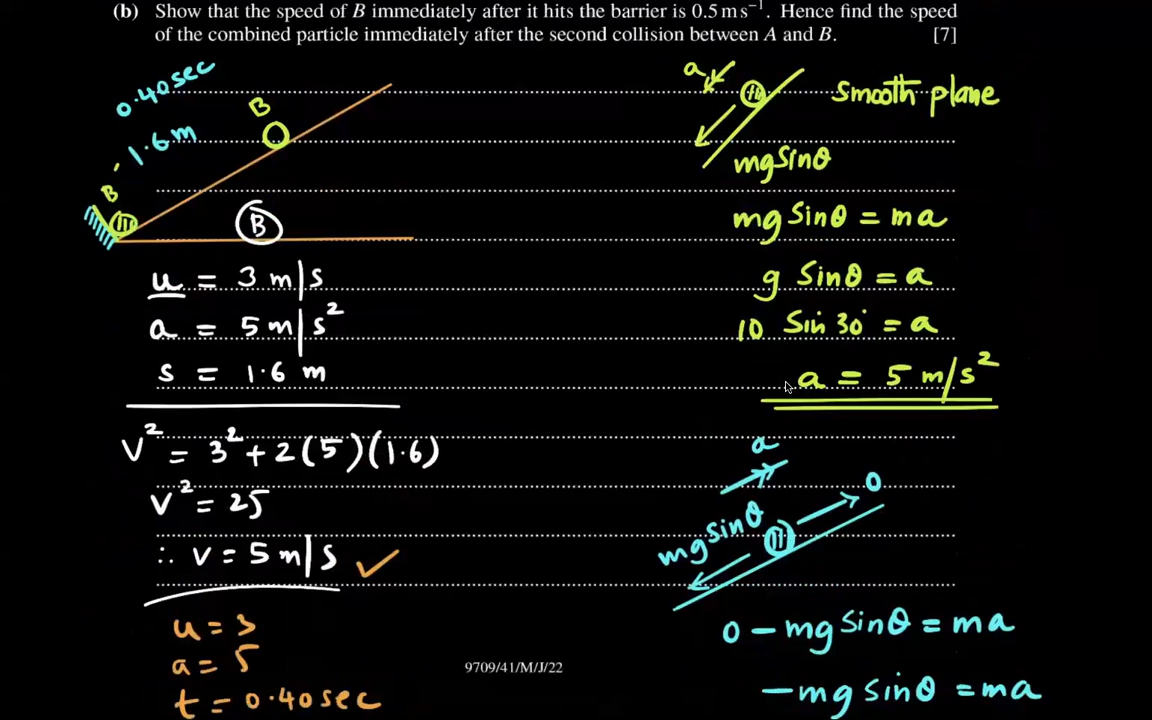 (b) Show that the speed of B immediately after it hits the barrier is 0.5 m s⁻¹. Hence find the speed
of the combined particle immediately after the second collision between A and B. [7]
0.40sec
1.6m
B
B
B
u = 3 m/s
a = 5 m/s²
s = 1.6 m
v² = 3² + 2(5)(1.6)
v² = 25
∴ v = 5 m/s ✓
u = 3
a = 5
t = 0.40sec
a
m
Smooth plane
mg Sinθ
mg Sinθ = ma
g Sinθ = a
10 Sin 30° = a
a = 5 m/s²
a
0
mg sinθ
m
0 − mg sinθ = ma
− mg sinθ = ma
9709/41/M/J/22